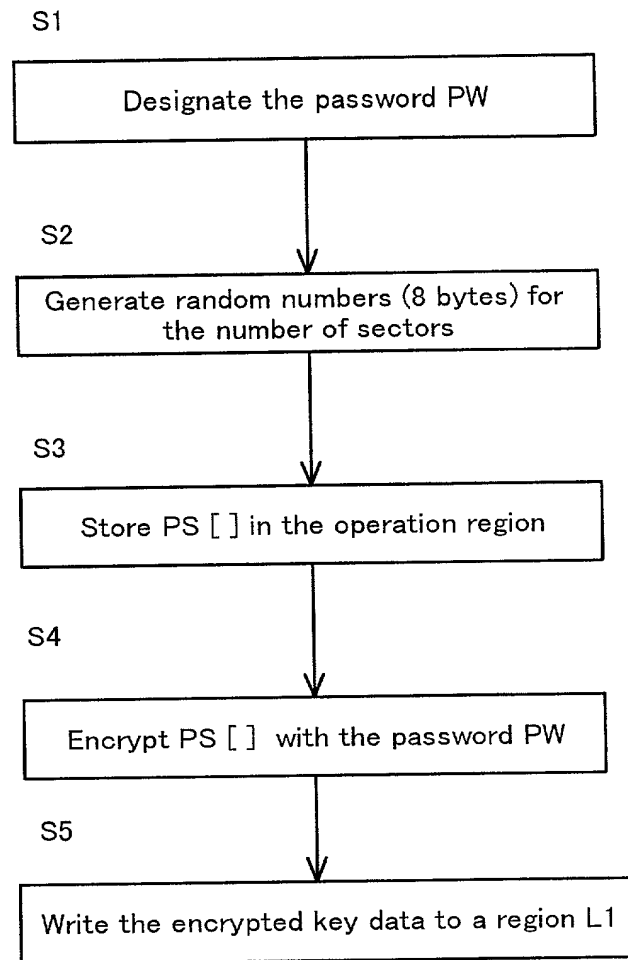 S1
Designate the password PW
S2
Generate random numbers (8 bytes) for
the number of sectors
S3
Store PS [ ] in the operation region
S4
Encrypt PS [ ] with the password PW
S5
Write the encrypted key data to a region L1